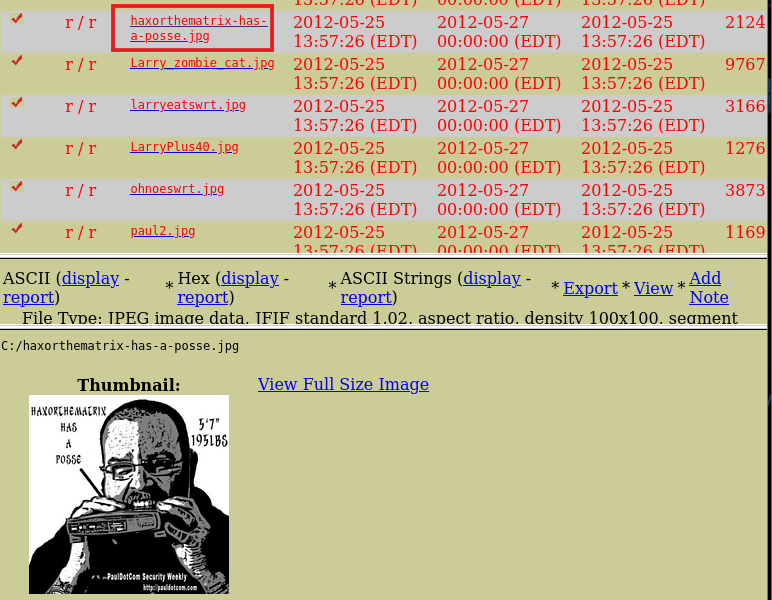 13:57:26 (EDT) 00:00:00 (EDT) 13:57:26 (EDT)
r / r haxorthematrix-has-a-posse.jpg 2012-05-25 13:57:26 (EDT) 2012-05-27 00:00:00 (EDT) 2012-05-25 13:57:26 (EDT) 2124
r / r Larry_zombie_cat.jpg 2012-05-25 13:57:26 (EDT) 2012-05-27 00:00:00 (EDT) 2012-05-25 13:57:26 (EDT) 9767
r / r larryeatswrt.jpg 2012-05-25 13:57:26 (EDT) 2012-05-27 00:00:00 (EDT) 2012-05-25 13:57:26 (EDT) 3166
r / r LarryPlus40.jpg 2012-05-25 13:57:26 (EDT) 2012-05-27 00:00:00 (EDT) 2012-05-25 13:57:26 (EDT) 1276
r / r ohnoeswrt.jpg 2012-05-25 13:57:26 (EDT) 2012-05-27 00:00:00 (EDT) 2012-05-25 13:57:26 (EDT) 3873
r / r paul2.jpg 2012-05-25 13:57:26 (EDT) 2012-05-27 00:00:00 (EDT) 2012-05-25 13:57:26 (EDT) 1169
ASCII (display - report) * Hex (display - report) * ASCII Strings (display - report) * Export * View * Add Note
File Type: JPEG image data, JFIF standard 1.02, aspect ratio, density 100x100, segment
C:/haxorthematrix-has-a-posse.jpg
Thumbnail: View Full Size Image
HAXORTHEMATRIX
HAS
A
POSSE
5'7"
195LBS
PaulDotCom Security Weekly
http://pauldotcom.com